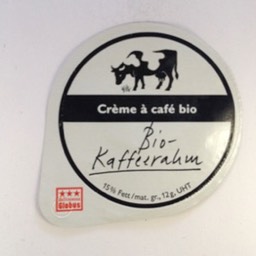 Crème à café bio
Bio-
Kaffeerahm
15% Fett/mat. gr., 12g, UHT
Globus